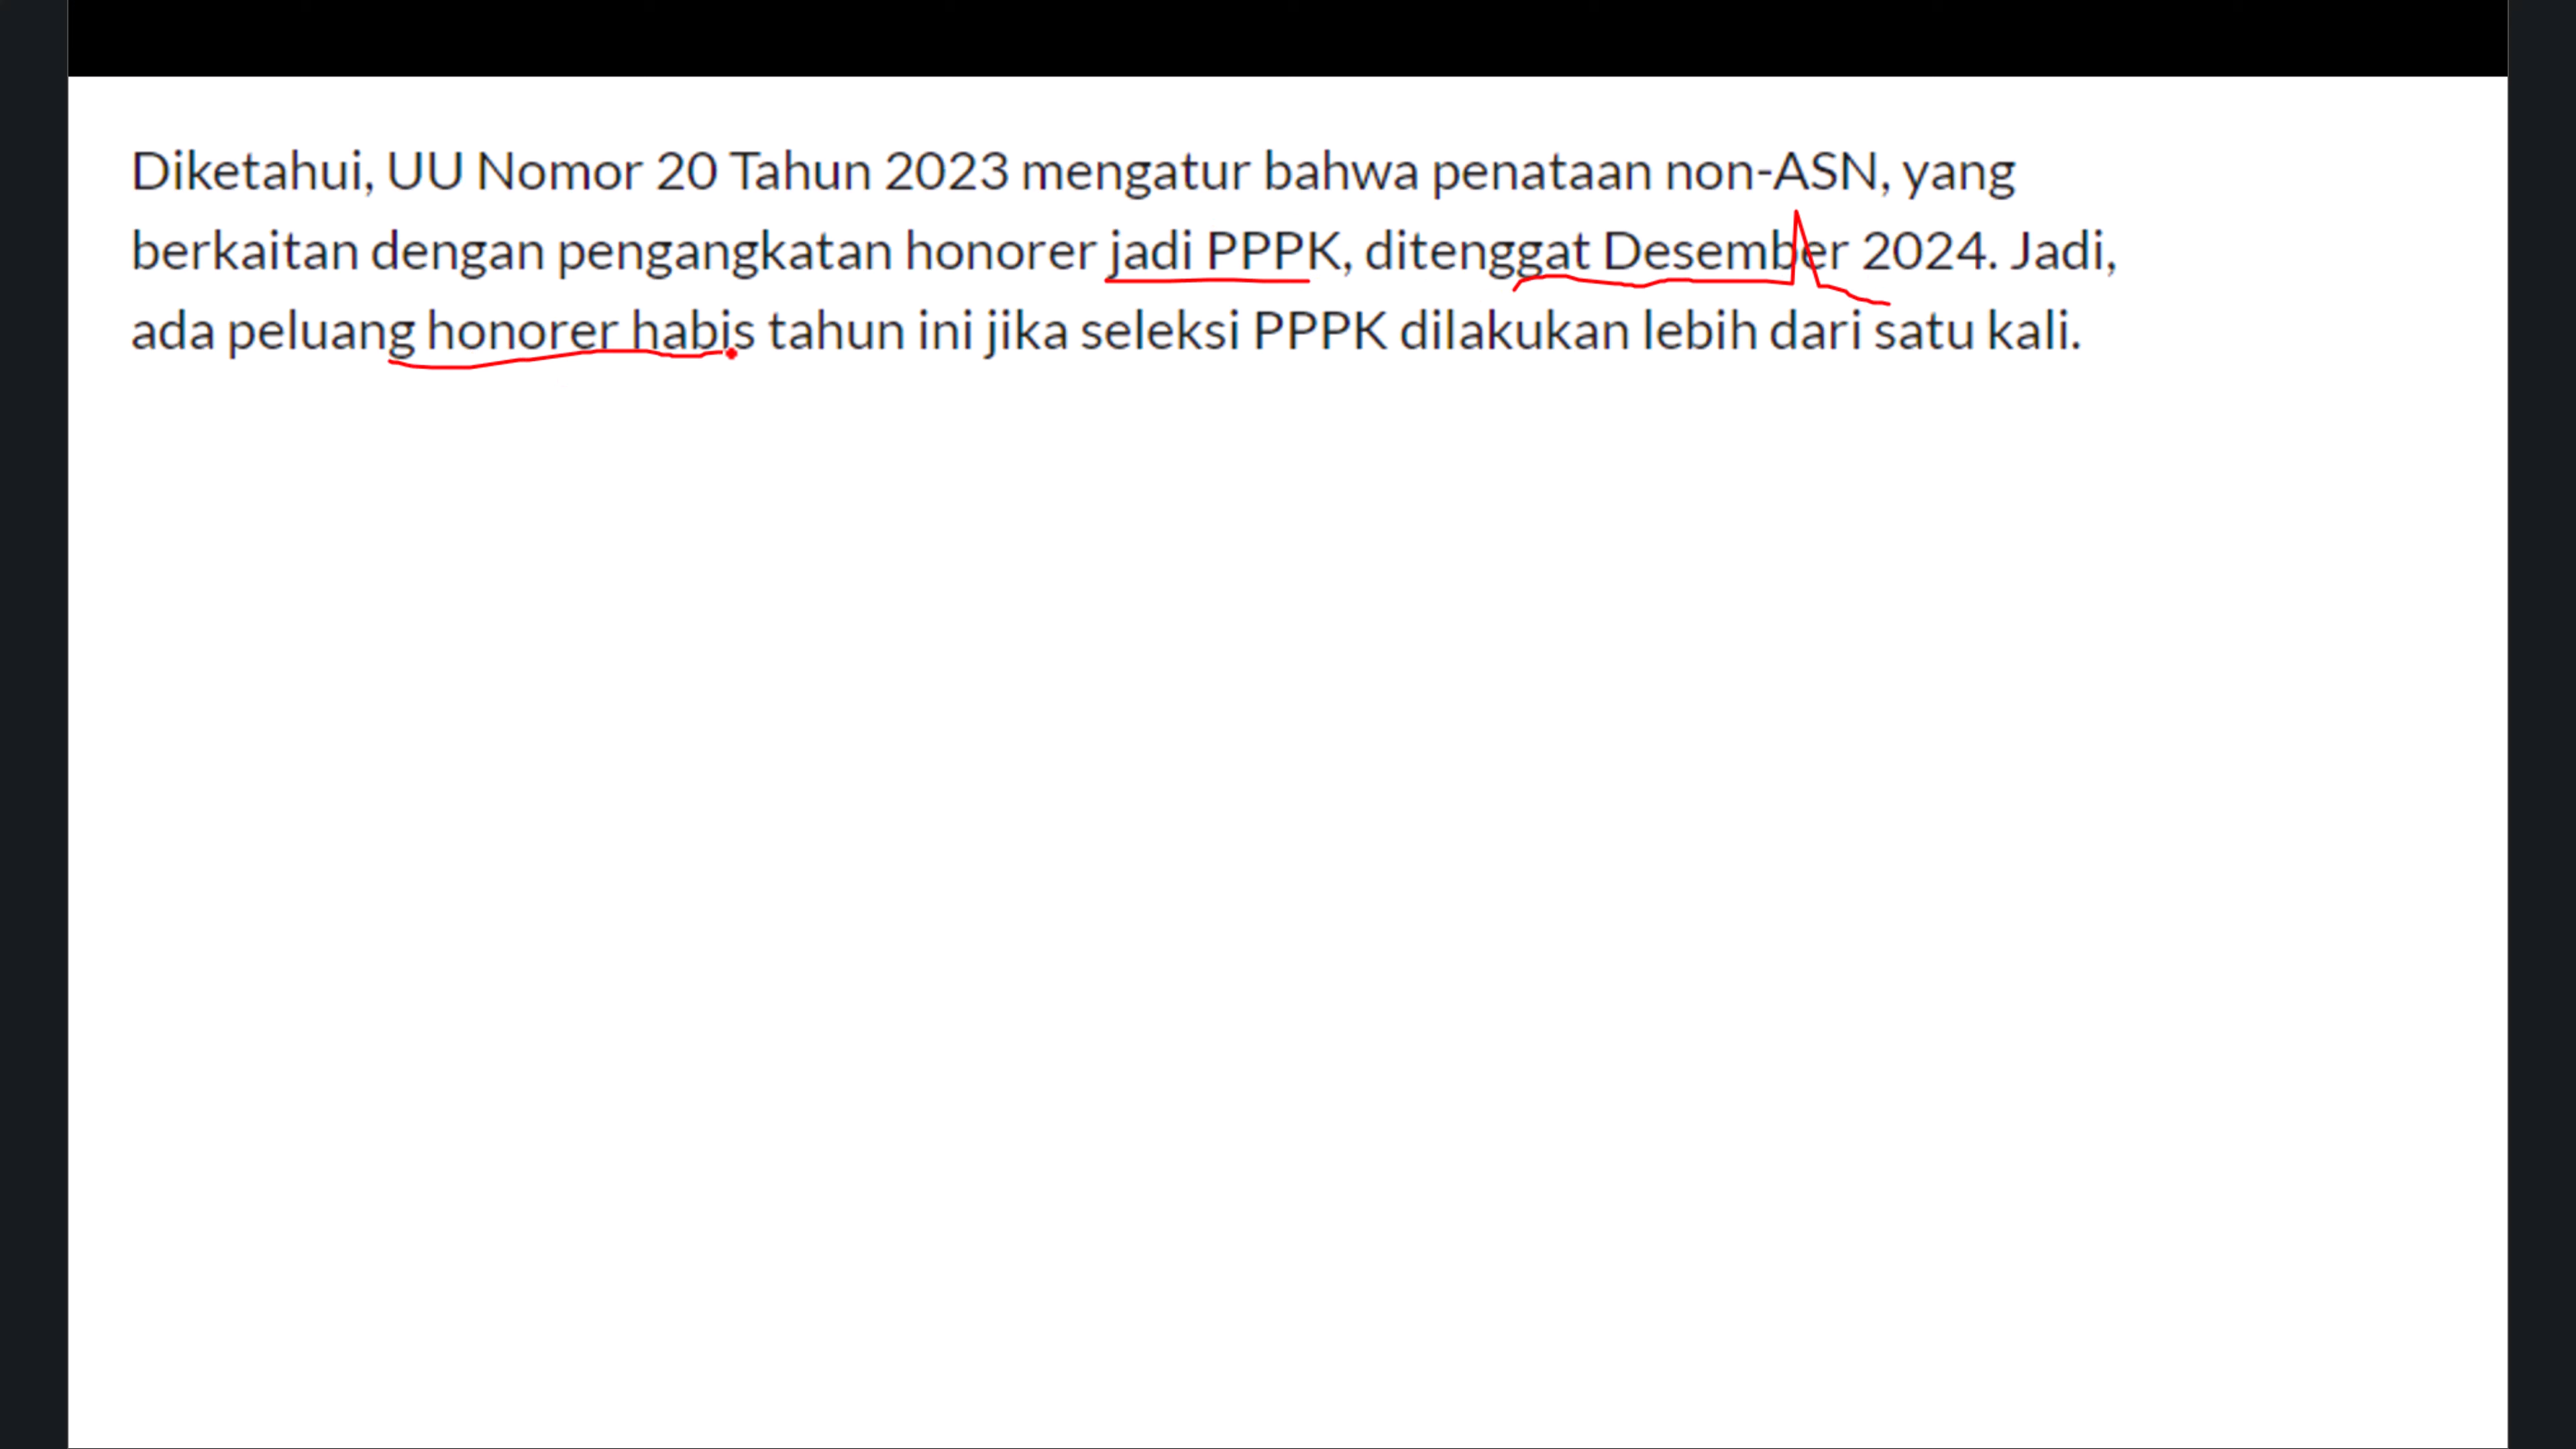 Diketahui, UU Nomor 20 Tahun 2023 mengatur bahwa penataan non-ASN, yang
berkaitan dengan pengangkatan honorer jadi PPPK, ditenggat Desember 2024. Jadi,
ada peluang honorer habis tahun ini jika seleksi PPPK dilakukan lebih dari satu kali.